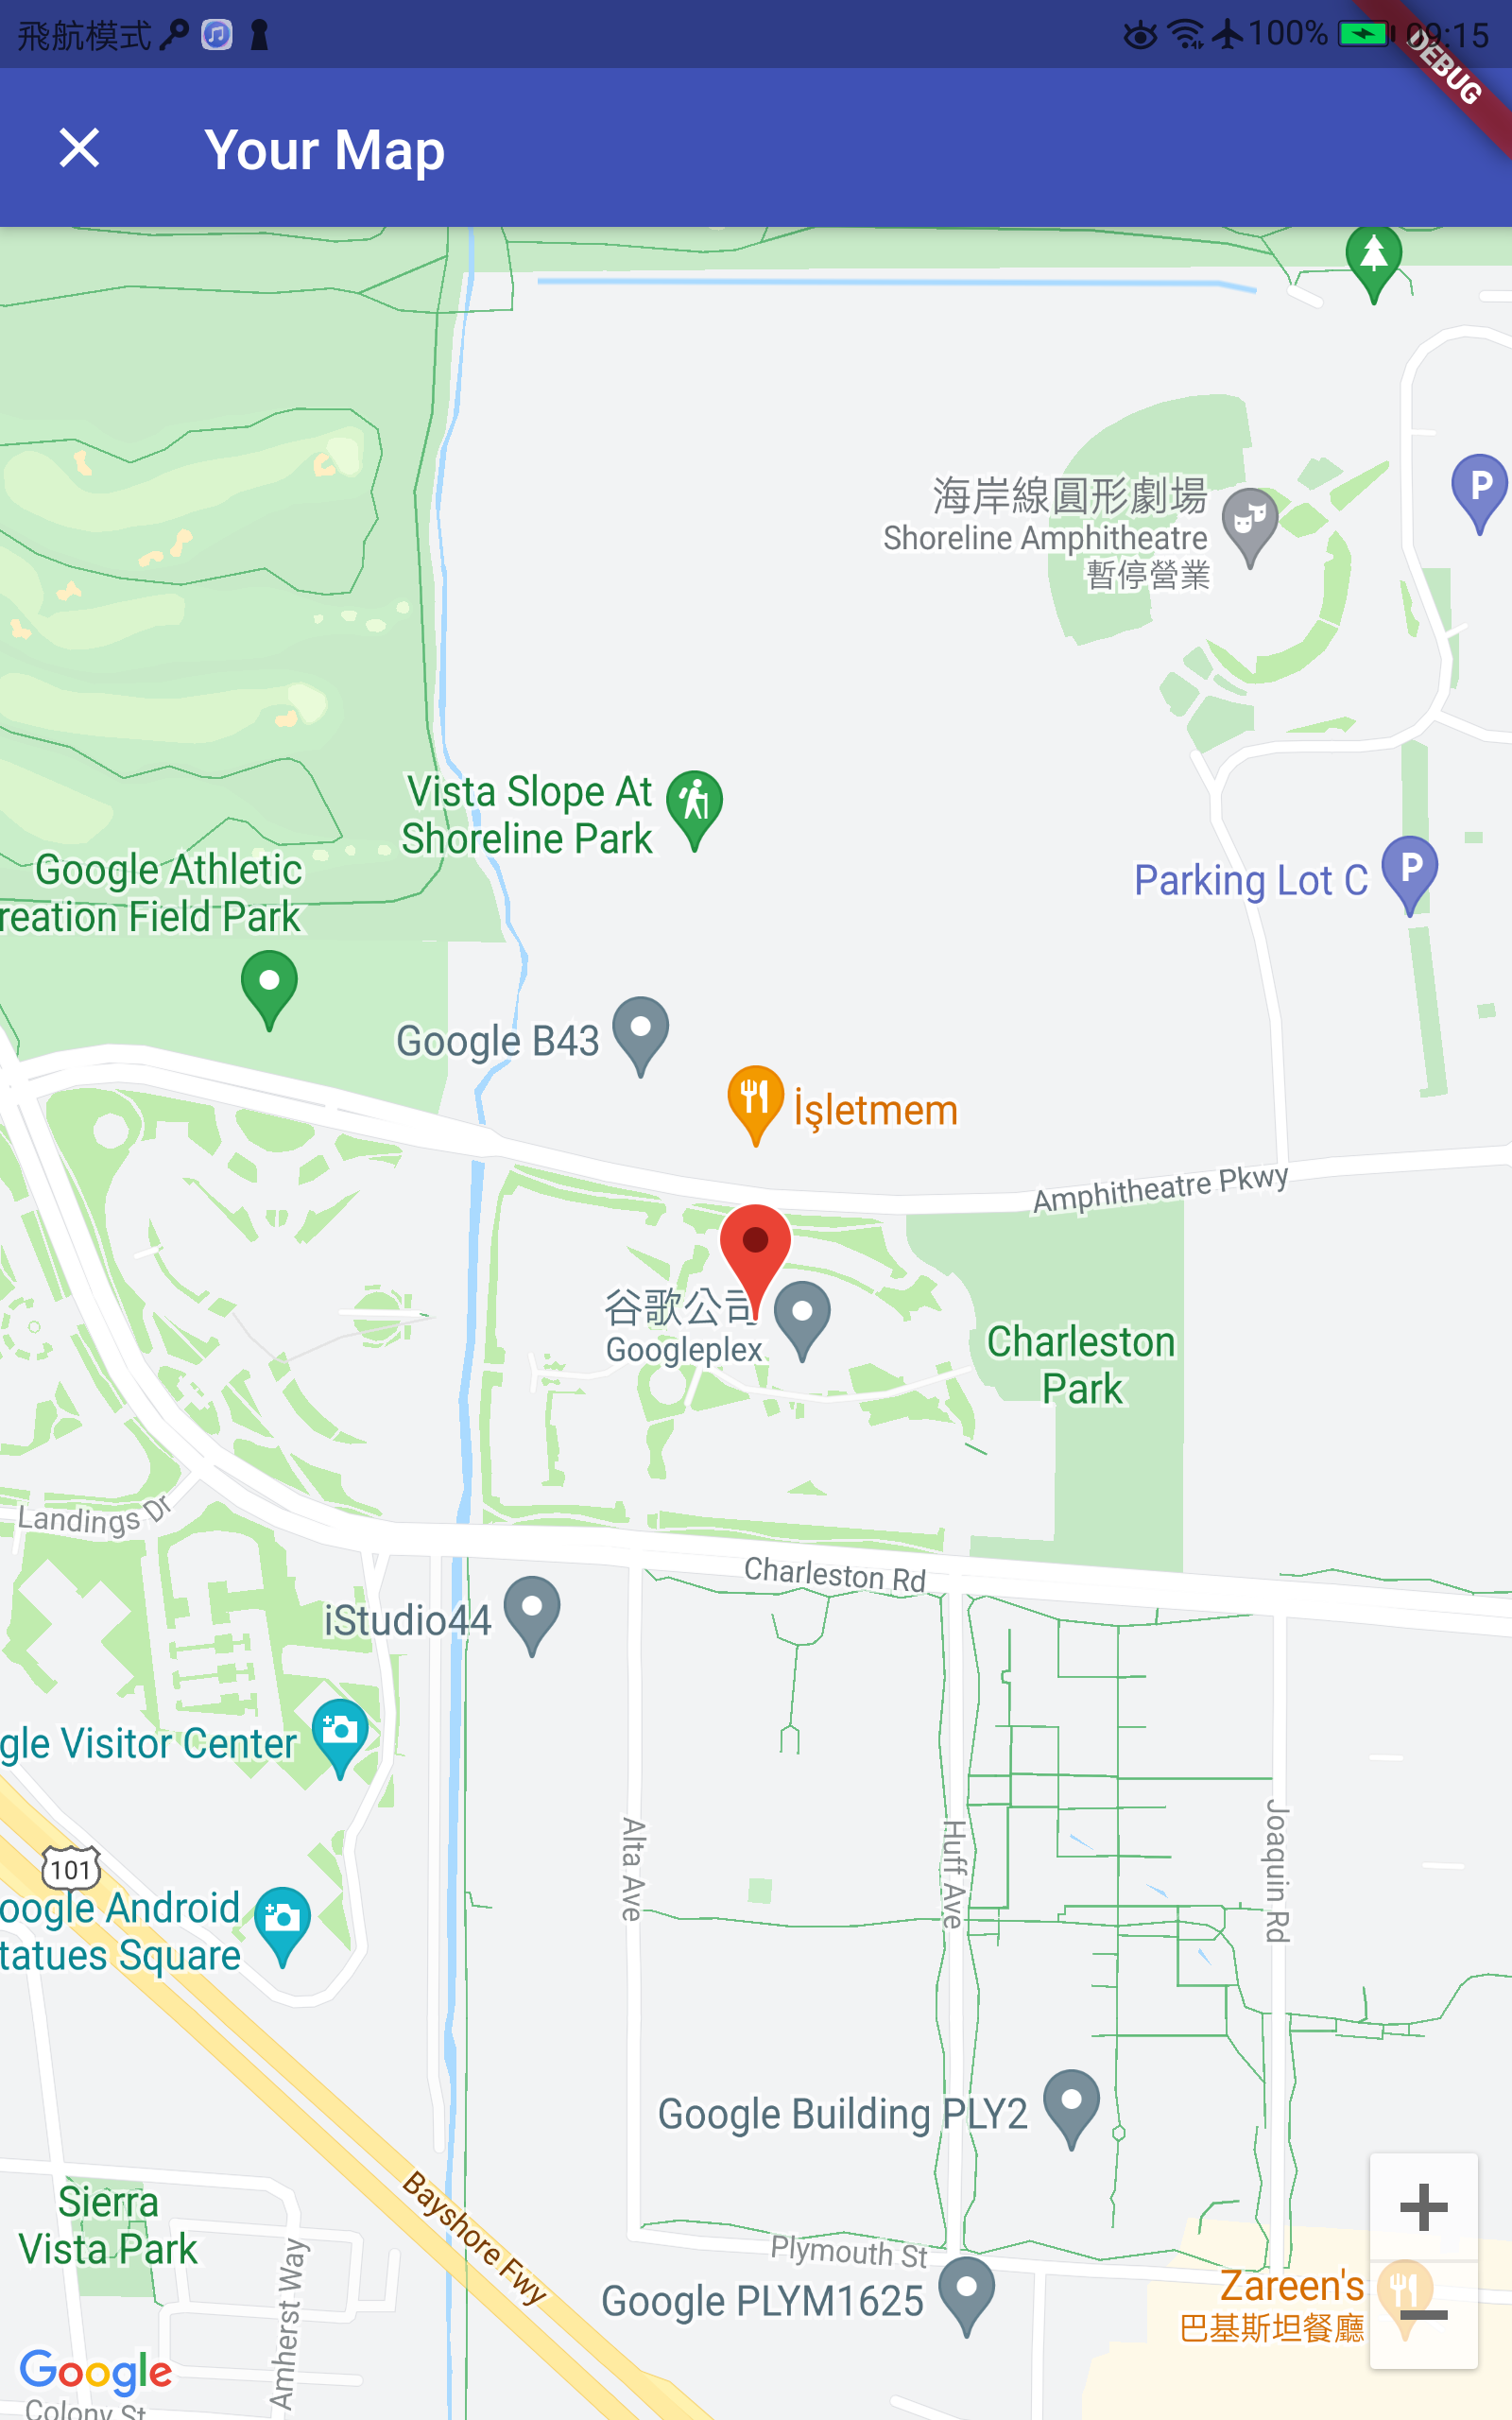 飛航模式
100%
09:15
DEBUG
Your Map
海岸線圓形劇場
Shoreline Amphitheatre
暫停營業
P
Vista Slope At
Shoreline Park
Google Athletic
reation Field Park
Parking Lot C
P
Google B43
İşletmem
Amphitheatre Pkwy
谷歌公司
Googleplex
Charleston
Park
Landings Dr
Charleston Rd
iStudio44
gle Visitor Center
101
Alta Ave
Huff Ave
Joaquin Rd
oogle Android
tatues Square
Google Building PLY2
Sierra
Vista Park
Bayshore Fwy
Amherst Way
Plymouth St
Google PLYM1625
Zareen's
巴基斯坦餐廳
Google
Colony St